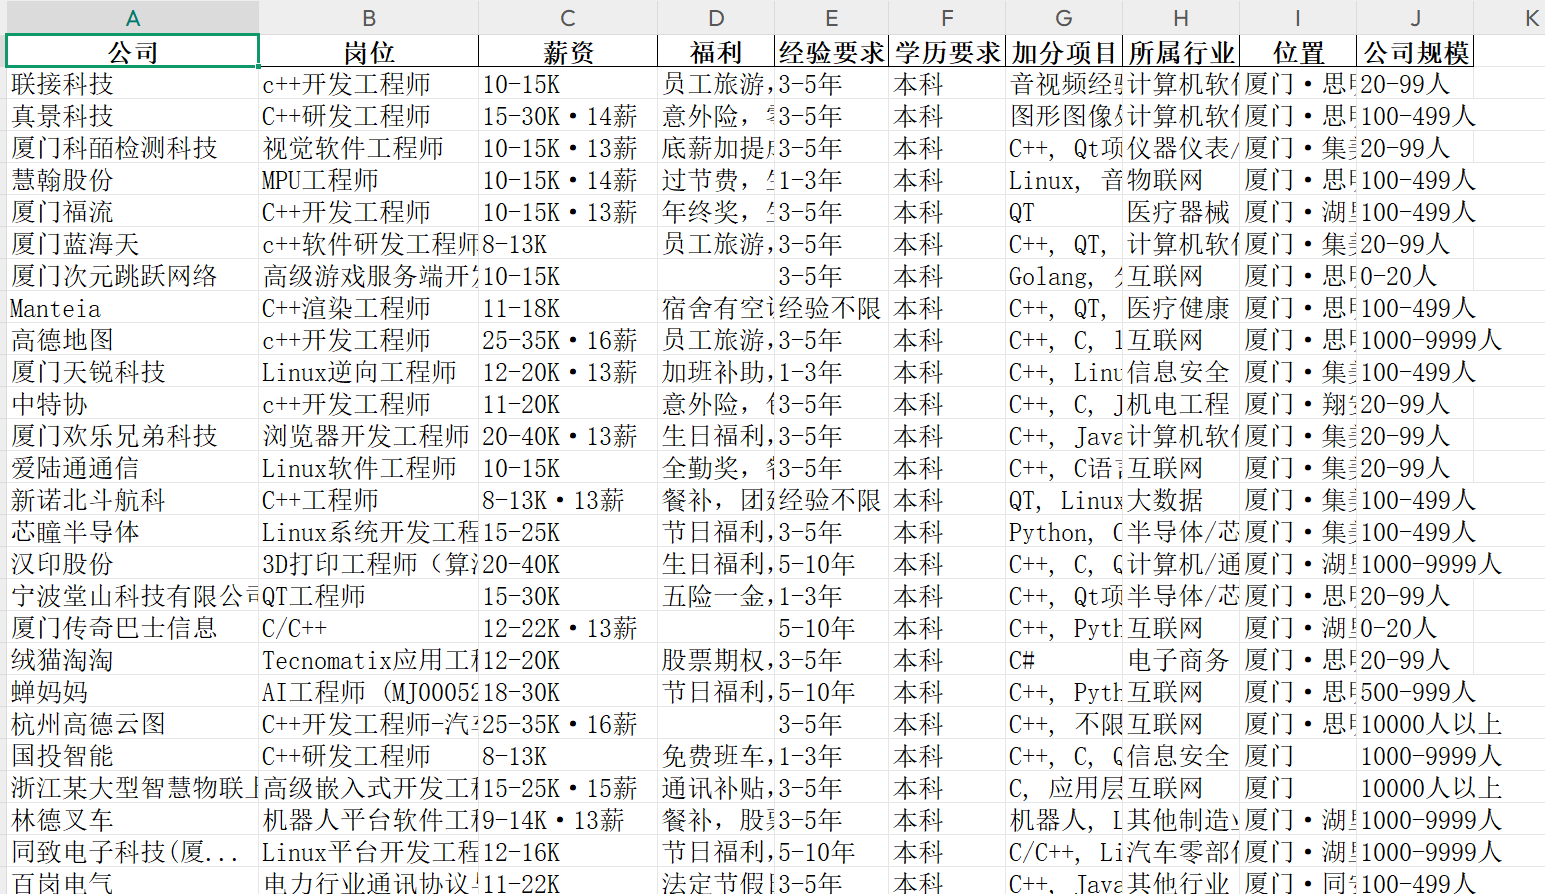 A B C D E F G H I J K
公司 岗位 薪资 福利 经验要求 学历要求 加分项目 所属行业 位置 公司规模
联接科技 c++开发工程师 10-15K 员工旅游, 3-5年 本科 音视频经 计算机软 厦门·思 20-99人
真景科技 C++研发工程师 15-30K·14薪 意外险, 3-5年 本科 图形图像 计算机软 厦门·思 100-499人
厦门科皕检测科技 视觉软件工程师 10-15K·13薪 底薪加提 3-5年 本科 C++, Qt项 仪器仪表/ 厦门·集 20-99人
慧翰股份 MPU工程师 10-15K·14薪 过节费, 1-3年 本科 Linux, 音 物联网 厦门·思 100-499人
厦门福流 C++开发工程师 10-15K·13薪 年终奖, 3-5年 本科 QT 医疗器械 厦门·湖 100-499人
厦门蓝海天 c++软件研发工程师 8-13K 员工旅游, 3-5年 本科 C++, QT, 计算机软 厦门·集 20-99人
厦门次元跳跃网络 高级游戏服务端开 10-15K 3-5年 本科 Golang, 互联网 厦门·思 0-20人
Manteia C++渲染工程师 11-18K 宿舍有空 经验不限 本科 C++, QT, 医疗健康 厦门·思 100-499人
高德地图 c++开发工程师 25-35K·16薪 员工旅游, 3-5年 本科 C++, C, 互联网 厦门·思 1000-9999人
厦门天锐科技 Linux逆向工程师 12-20K·13薪 加班补助, 1-3年 本科 C++, Linu 信息安全 厦门·集 100-499人
中特协 c++开发工程师 11-20K 意外险, 3-5年 本科 C++, C, 机电工程 厦门·翔 20-99人
厦门欢乐兄弟科技 浏览器开发工程师 20-40K·13薪 生日福利, 3-5年 本科 C++, Java 计算机软 厦门·集 20-99人
爱陆通通信 Linux软件工程师 10-15K 全勤奖, 3-5年 本科 C++, C语 互联网 厦门·集 20-99人
新诺北斗航科 C++工程师 8-13K·13薪 餐补, 团 经验不限 本科 QT, Linux 大数据 厦门·集 100-499人
芯瞳半导体 Linux系统开发工程 15-25K 节日福利, 3-5年 本科 Python, 半导体/芯 厦门·集 100-499人
汉印股份 3D打印工程师（算 20-40K 生日福利, 5-10年 本科 C++, C, 计算机/通 厦门·湖 1000-9999人
宁波堂山科技有限公司 QT工程师 15-30K 五险一金, 1-3年 本科 C++, Qt项 半导体/芯 厦门·思 20-99人
厦门传奇巴士信息 C/C++ 12-22K·13薪 5-10年 本科 C++, Pyth 互联网 厦门·湖 0-20人
绒猫淘淘 Tecnomatix应用工 12-20K 股票期权, 3-5年 本科 C# 电子商务 厦门·思 20-99人
蝉妈妈 AI工程师 (MJ00052 18-30K 节日福利, 5-10年 本科 C++, Pyth 互联网 厦门·思 500-999人
杭州高德云图 C++开发工程师-汽 25-35K·16薪 3-5年 本科 C++, 不限 互联网 厦门·思 10000人以上
国投智能 C++研发工程师 8-13K 免费班车, 1-3年 本科 C++, C, 信息安全 厦门 1000-9999人
浙江某大型智慧物联 高级嵌入式开发工程 15-25K·15薪 通讯补贴, 3-5年 本科 C, 应用层 互联网 厦门 10000人以上
林德叉车 机器人平台软件工 9-14K·13薪 餐补, 股 3-5年 本科 机器人, 其他制造 厦门·湖 1000-9999人
同致电子科技(厦... Linux平台开发工程 12-16K 节日福利, 5-10年 本科 C/C++, Li 汽车零部 厦门·湖 1000-9999人
百岗电气 电力行业通讯协议 11-22K 法定节假 3-5年 本科 C++, Java 其他行业 厦门·同 100-499人